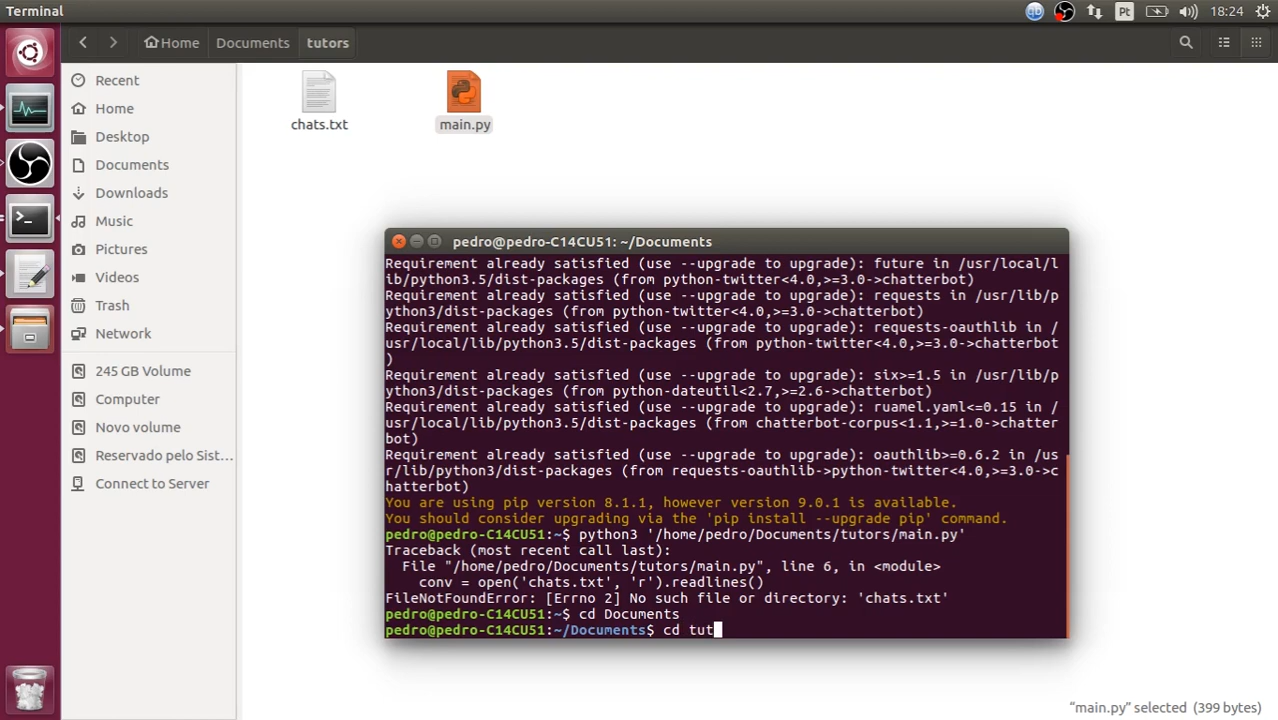 Terminal
Pt
18:24
Home
Documents
tutors
Recent
Home
Desktop
Documents
Downloads
Music
Pictures
Videos
Trash
Network
245 GB Volume
Computer
Novo volume
Reservado pelo Sist…
Connect to Server
chats.txt
main.py
pedro@pedro-C14CU51: ~/Documents
Requirement already satisfied (use --upgrade to upgrade): future in /usr/local/l
ib/python3.5/dist-packages (from python-twitter<4.0,>=3.0->chatterbot)
Requirement already satisfied (use --upgrade to upgrade): requests in /usr/lib/p
ython3/dist-packages (from python-twitter<4.0,>=3.0->chatterbot)
Requirement already satisfied (use --upgrade to upgrade): requests-oauthlib in /
usr/local/lib/python3.5/dist-packages (from python-twitter<4.0,>=3.0->chatterbot
)
Requirement already satisfied (use --upgrade to upgrade): six>=1.5 in /usr/lib/p
ython3/dist-packages (from python-dateutil<2.7,>=2.6->chatterbot)
Requirement already satisfied (use --upgrade to upgrade): ruamel.yaml<=0.15 in /
usr/local/lib/python3.5/dist-packages (from chatterbot-corpus<1.1,>=1.0->chatter
bot)
Requirement already satisfied (use --upgrade to upgrade): oauthlib>=0.6.2 in /us
r/lib/python3/dist-packages (from requests-oauthlib->python-twitter<4.0,>=3.0->c
hatterbot)
You are using pip version 8.1.1, however version 9.0.1 is available.
You should consider upgrading via the 'pip install --upgrade pip' command.
pedro@pedro-C14CU51:~$ python3 '/home/pedro/Documents/tutors/main.py'
Traceback (most recent call last):
  File "/home/pedro/Documents/tutors/main.py", line 6, in <module>
    conv = open('chats.txt', 'r').readlines()
FileNotFoundError: [Errno 2] No such file or directory: 'chats.txt'
pedro@pedro-C14CU51:~$ cd Documents
pedro@pedro-C14CU51:~/Documents$ cd tut
“main.py” selected (399 bytes)